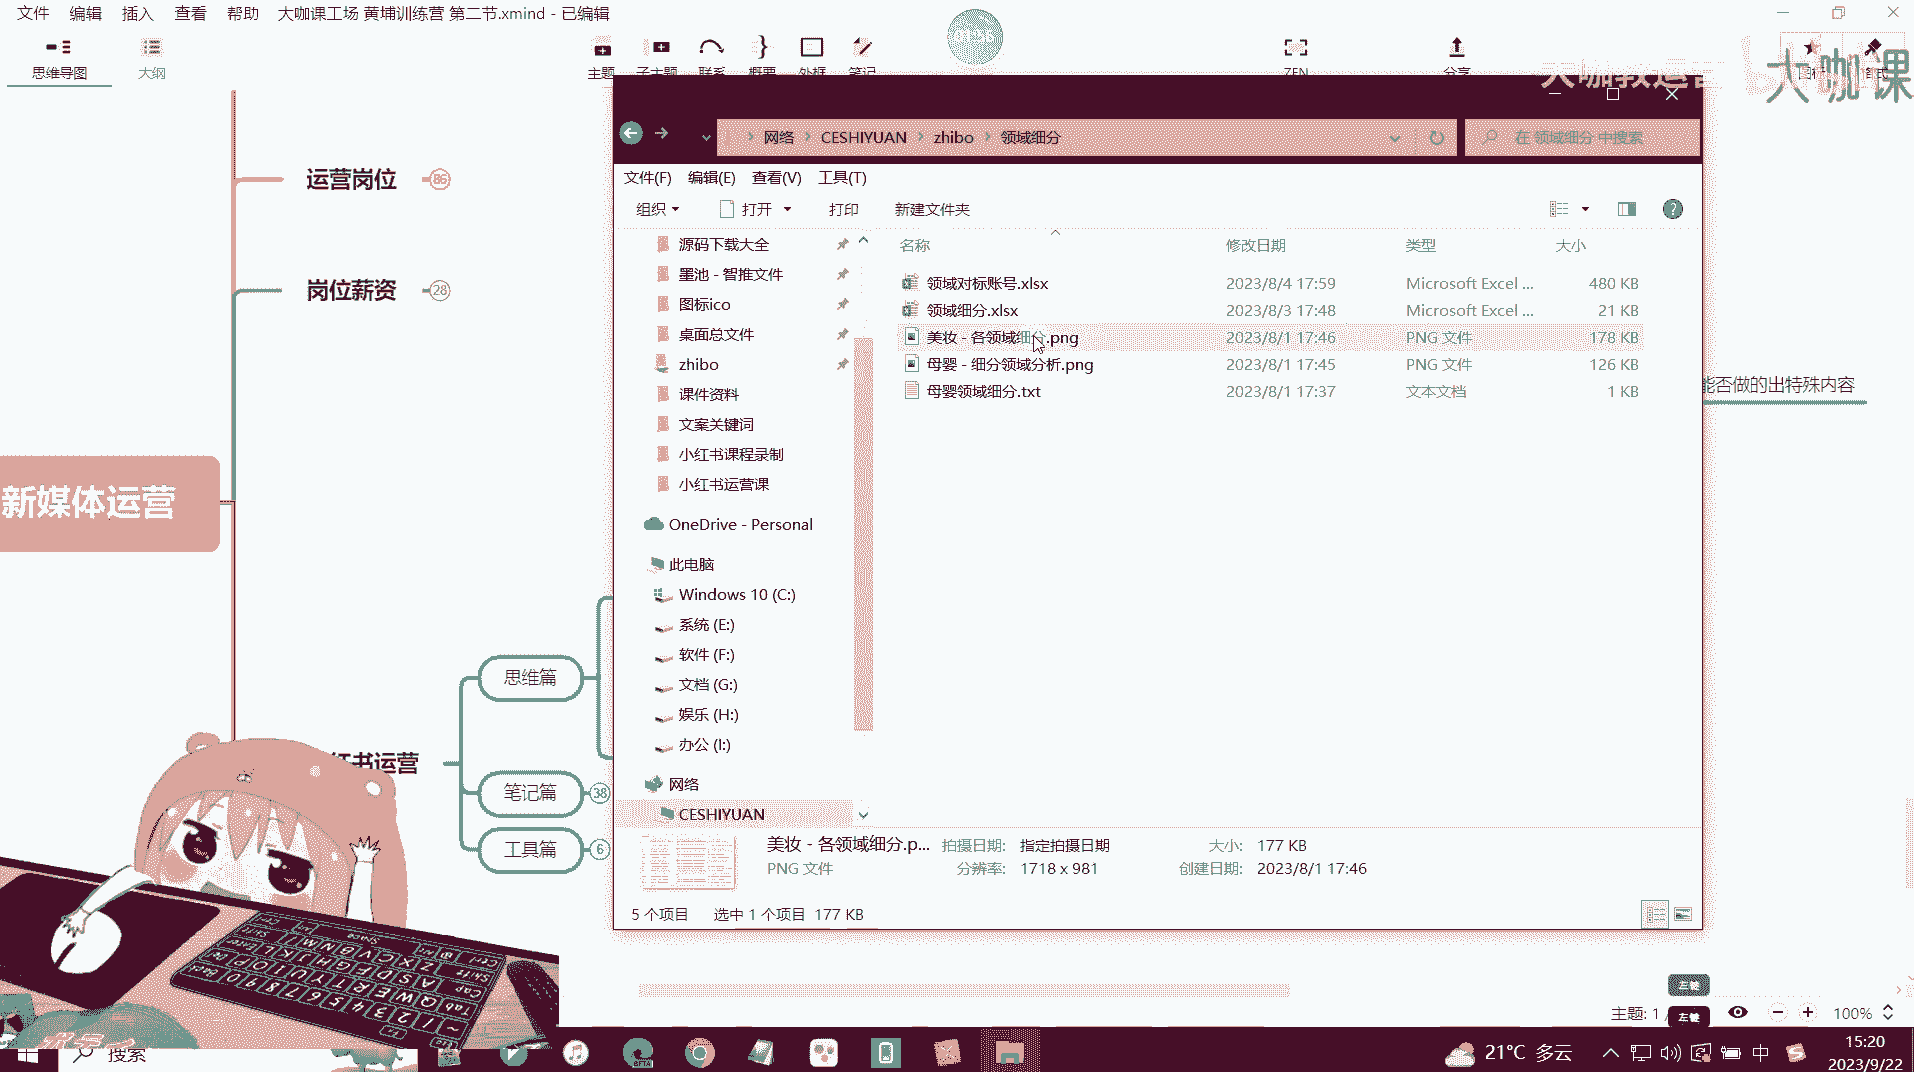 文件 编辑 插入 查看 帮助 大咖课工场 黄埔训练营 第二节.xmind - 已编辑
思维导图 大纲 主题 子主题 联系 概要 外框 笔记 ZEN 分享
大咖教运营
大咖课
网络 CESHIYUAN zhibo 领域细分
在 领域细分 中搜索
文件(F) 编辑(E) 查看(V) 工具(T)
组织 打开 打印 新建文件夹
名称 修改日期 类型 大小
领域对标账号.xlsx 2023/8/4 17:59 Microsoft Excel ... 480 KB
领域细分.xlsx 2023/8/3 17:48 Microsoft Excel ... 21 KB
美妆 - 各领域细分.png 2023/8/1 17:46 PNG 文件 178 KB
母婴 - 细分领域分析.png 2023/8/1 17:45 PNG 文件 126 KB
母婴领域细分.txt 2023/8/1 17:37 文本文档 1 KB
源码下载大全
墨池 - 智推文件
图标ico
桌面总文件
zhibo
课件资料
文案关键词
小红书课程录制
小红书运营课
OneDrive - Personal
此电脑
Windows 10 (C:)
系统 (E:)
软件 (F:)
文档 (G:)
娱乐 (H:)
办公 (I:)
网络
CESHIYUAN
美妆 - 各领域细分.p... 拍摄日期: 指定拍摄日期 大小: 177 KB
PNG 文件 分辨率: 1718 x 981 创建日期: 2023/8/1 17:46
5 个项目 选中 1 个项目 177 KB
运营岗位 86
岗位薪资 28
新媒体运营
能否做的出特殊内容
思维篇
红书运营
笔记篇 38
工具篇 6
左键
左键
主题: 1 /
100%
搜索
21°C 多云
中
15:20
2023/9/22